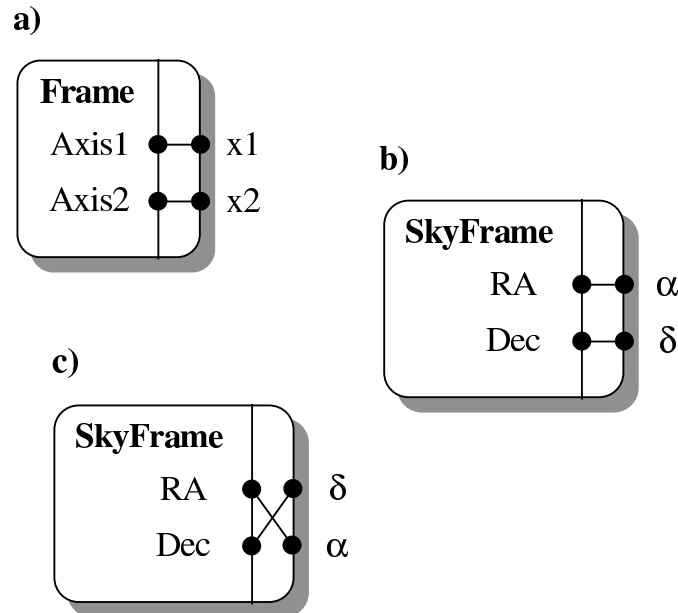 a)
Frame
Axis1 x1
Axis2 x2
b)
SkyFrame
RA α
Dec δ
c)
SkyFrame
RA δ
Dec α